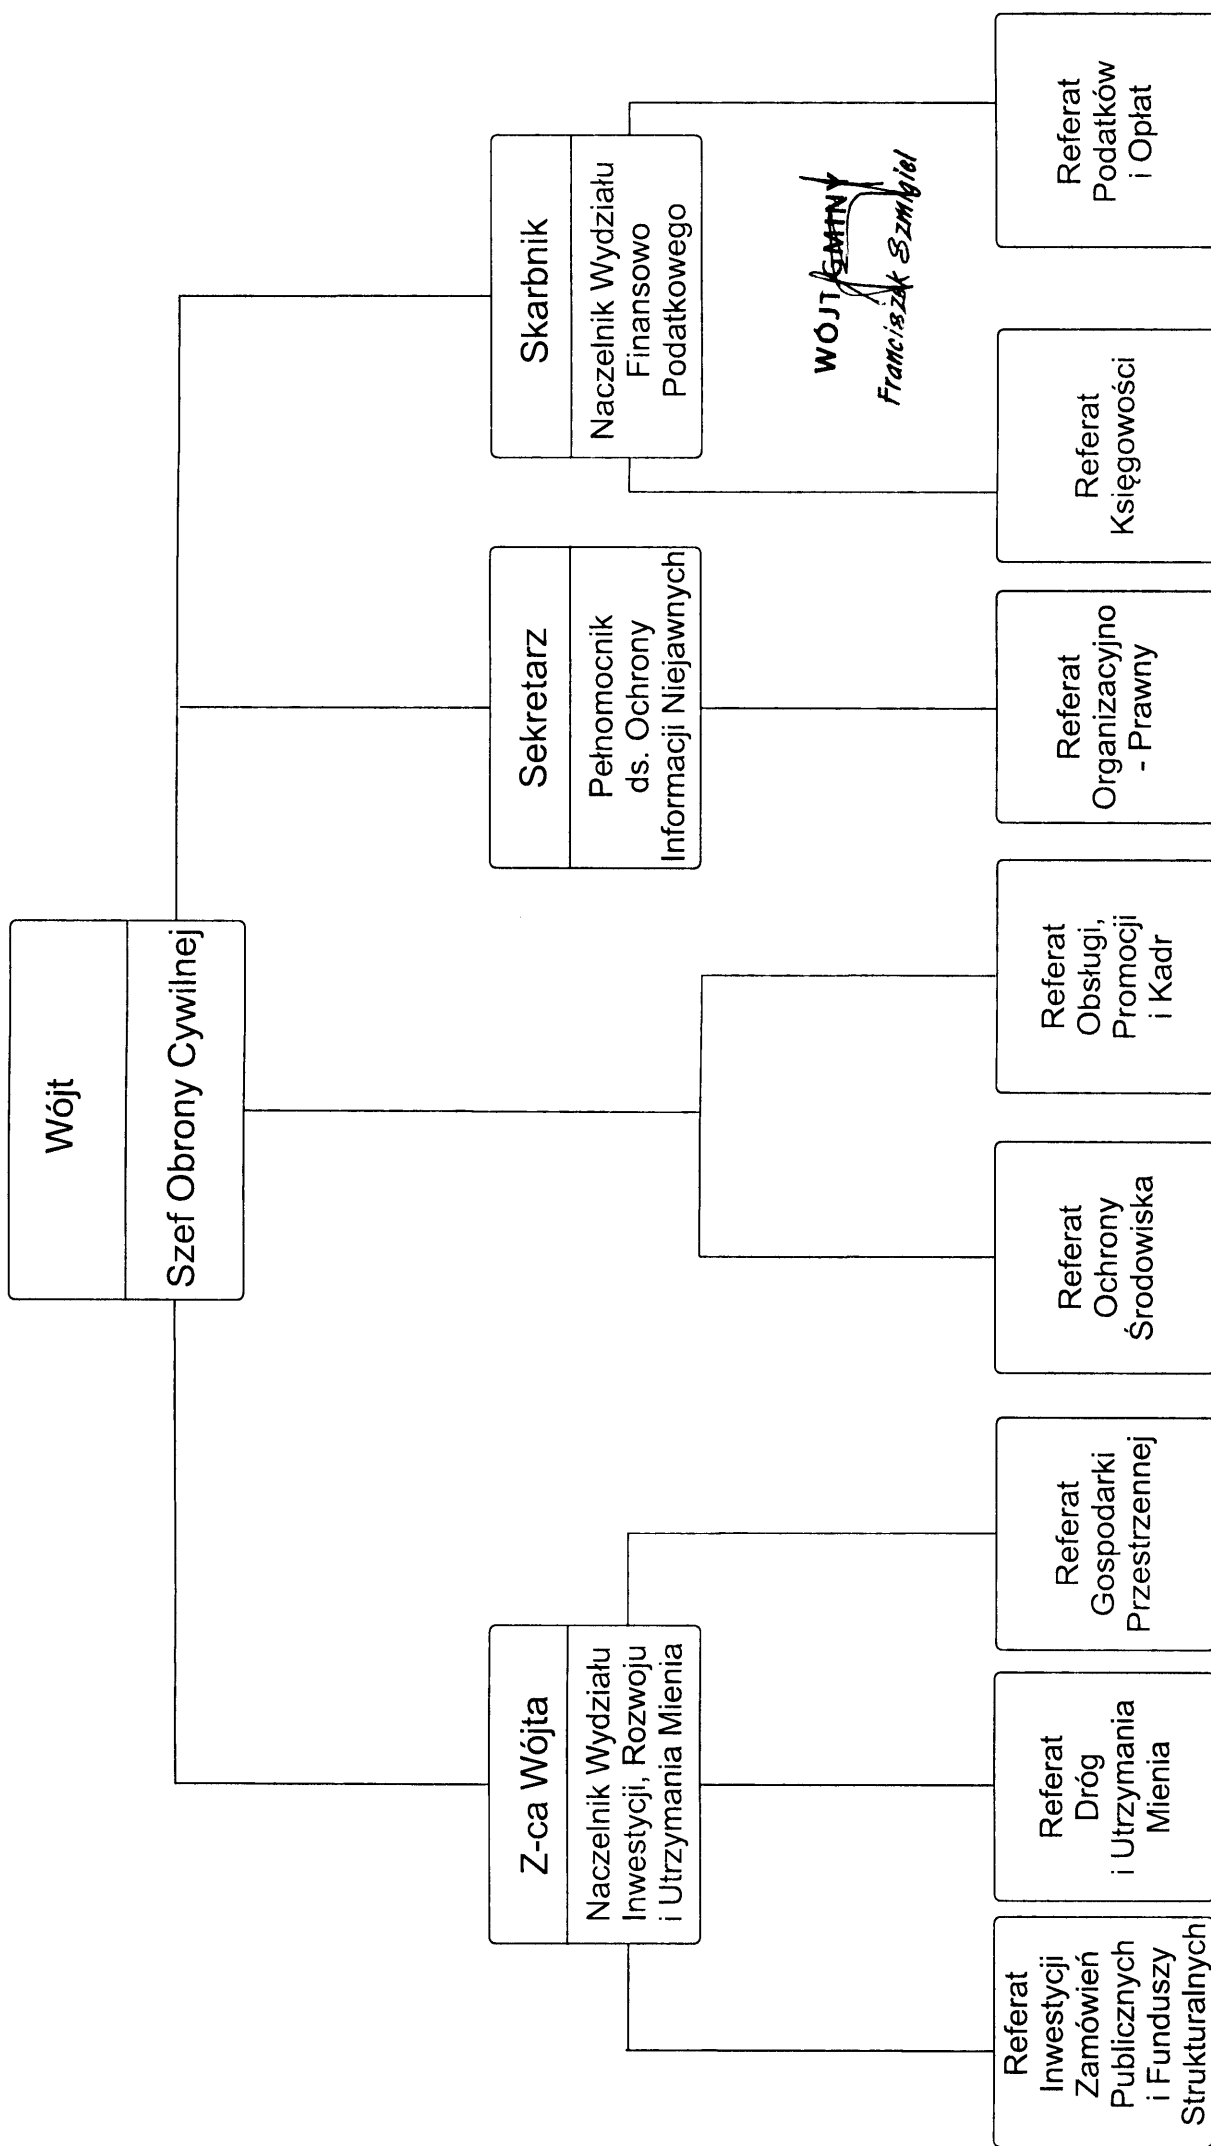 Wójt
Szef Obrony Cywilnej
Z-ca Wójta
Naczelnik Wydziału
Inwestycji, Rozwoju
i Utrzymania Mienia
Sekretarz
Pełnomocnik
ds. Ochrony
Informacji Niejawnych
Skarbnik
Naczelnik Wydziału
Finansowo
Podatkowego
WÓJT GMINY
Franciszek Szmigiel
Referat
Inwestycji
Zamówień
Publicznych
i Funduszy
Strukturalnych
Referat
Dróg
i Utrzymania
Mienia
Referat
Gospodarki
Przestrzennej
Referat
Ochrony
Środowiska
Referat
Obsługi,
Promocji
i Kadr
Referat
Organizacyjno
- Prawny
Referat
Księgowości
Referat
Podatków
i Opłat